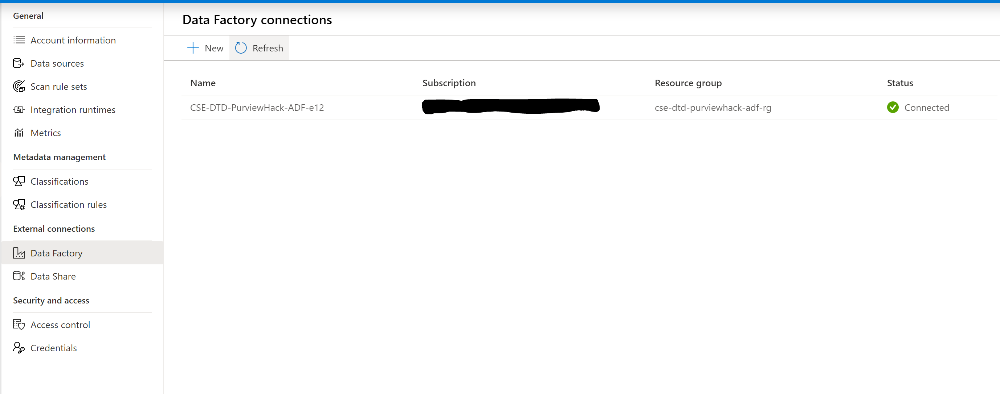 General
Account information
Data sources
Scan rule sets
Integration runtimes
Metrics
Metadata management
Classifications
Classification rules
External connections
Data Factory
Data Share
Security and access
Access control
Credentials
Data Factory connections
New Refresh
Name Subscription Resource group Status
CSE-DTD-PurviewHack-ADF-e12 cse-dtd-purviewhack-adf-rg Connected